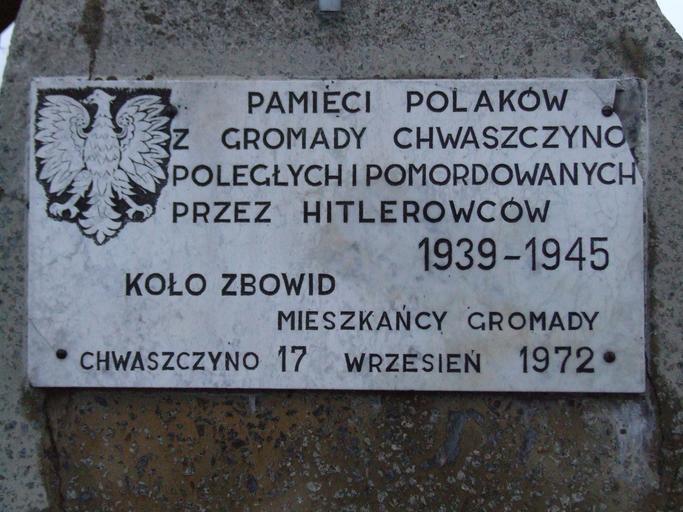 PAMIĘCI POLAKÓW
Z GROMADY CHWASZCZYNO
POLEGŁYCH I POMORDOWANYCH
PRZEZ HITLEROWCÓW
1939-1945
KOŁO ZBOWID
MIESZKAŃCY GROMADY
CHWASZCZYNO 17 WRZESIEŃ 1972